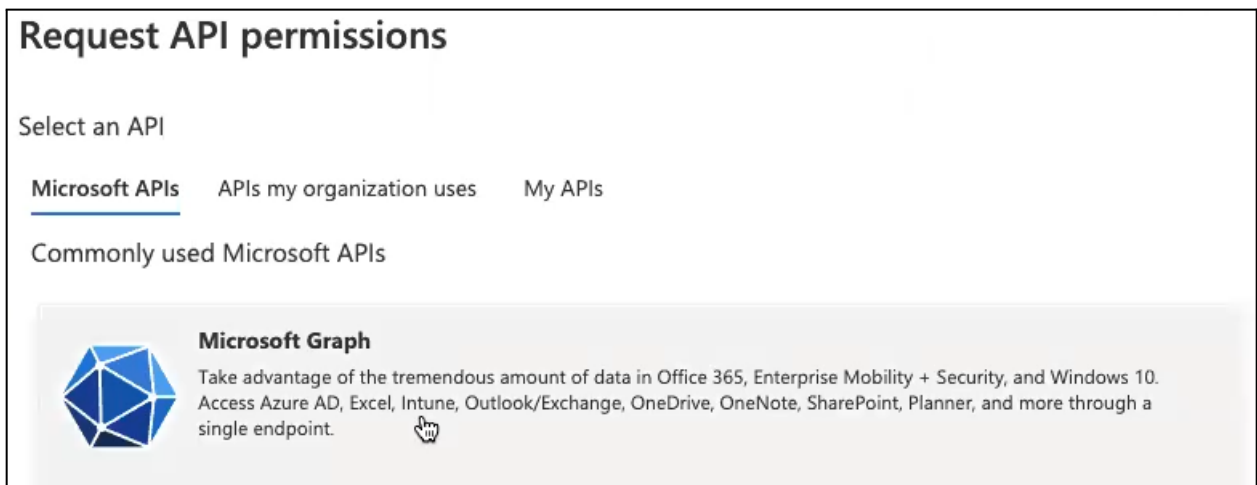 Request API permissions
Select an API
Microsoft APIs APIs my organization uses My APIs
Commonly used Microsoft APIs
Microsoft Graph
Take advantage of the tremendous amount of data in Office 365, Enterprise Mobility + Security, and Windows 10.
Access Azure AD, Excel, Intune, Outlook/Exchange, OneDrive, OneNote, SharePoint, Planner, and more through a
single endpoint.